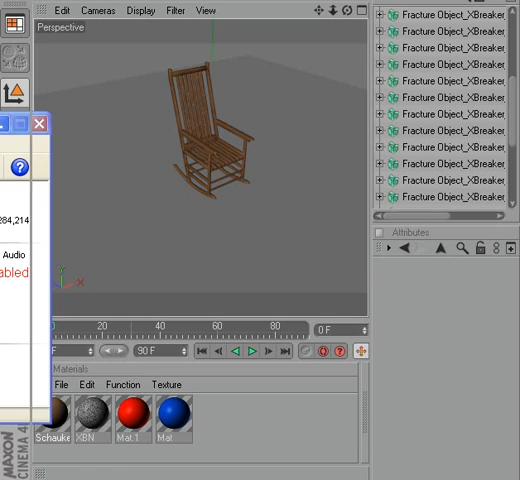 Edit Cameras Display Filter View
Perspective
Fracture Object_XBreaker
Fracture Object_XBreaker
Fracture Object_XBreaker
Fracture Object_XBreaker
Fracture Object_XBreaker
Fracture Object_XBreaker
Fracture Object_XBreaker
Fracture Object_XBreaker
Fracture Object_XBreaker
Fracture Object_XBreaker
Fracture Object_XBreaker
Fracture Object_XBreaker
284,214
Audio
abled
Attributes
Y
X
20 40 60 80
0 F
F
90 F
Materials
File Edit Function Texture
Schauke
XBN
Mat.1
Mat
MAXON
CINEMA 4